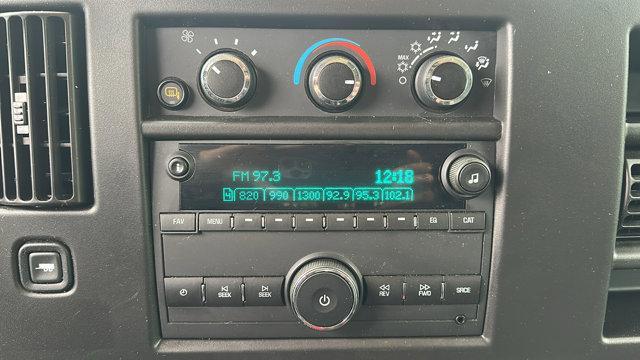 MAX
FM 97.3 12:18
4 820 990 1300 92.9 95.3 102.1
FAV MENU EQ CAT
SEEK SEEK REV FWD SRCE